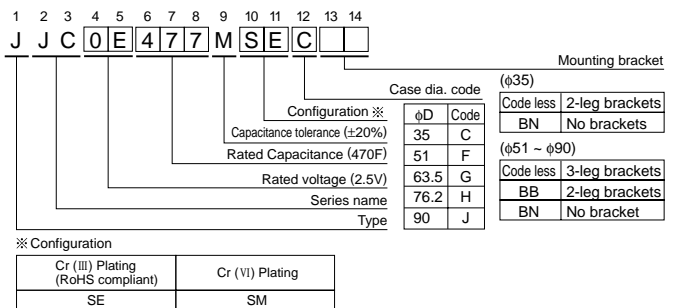 1 2 3 4 5 6 7 8 9 10 11 12 13 14
J J C 0 E 4 7 7 M S E C
Mounting bracket
Case dia. code
Configuration ※
Capacitance tolerance (±20%)
Rated Capacitance (470F)
Rated voltage (2.5V)
Series name
Type
φD Code
35 C
51 F
63.5 G
76.2 H
90 J
(φ35)
Code less 2-leg brackets
BN No brackets
(φ51 ~ φ90)
Code less 3-leg brackets
BB 2-leg brackets
BN No bracket
※ Configuration
Cr (Ⅲ) Plating (RoHS compliant) Cr (Ⅵ) Plating
SE SM